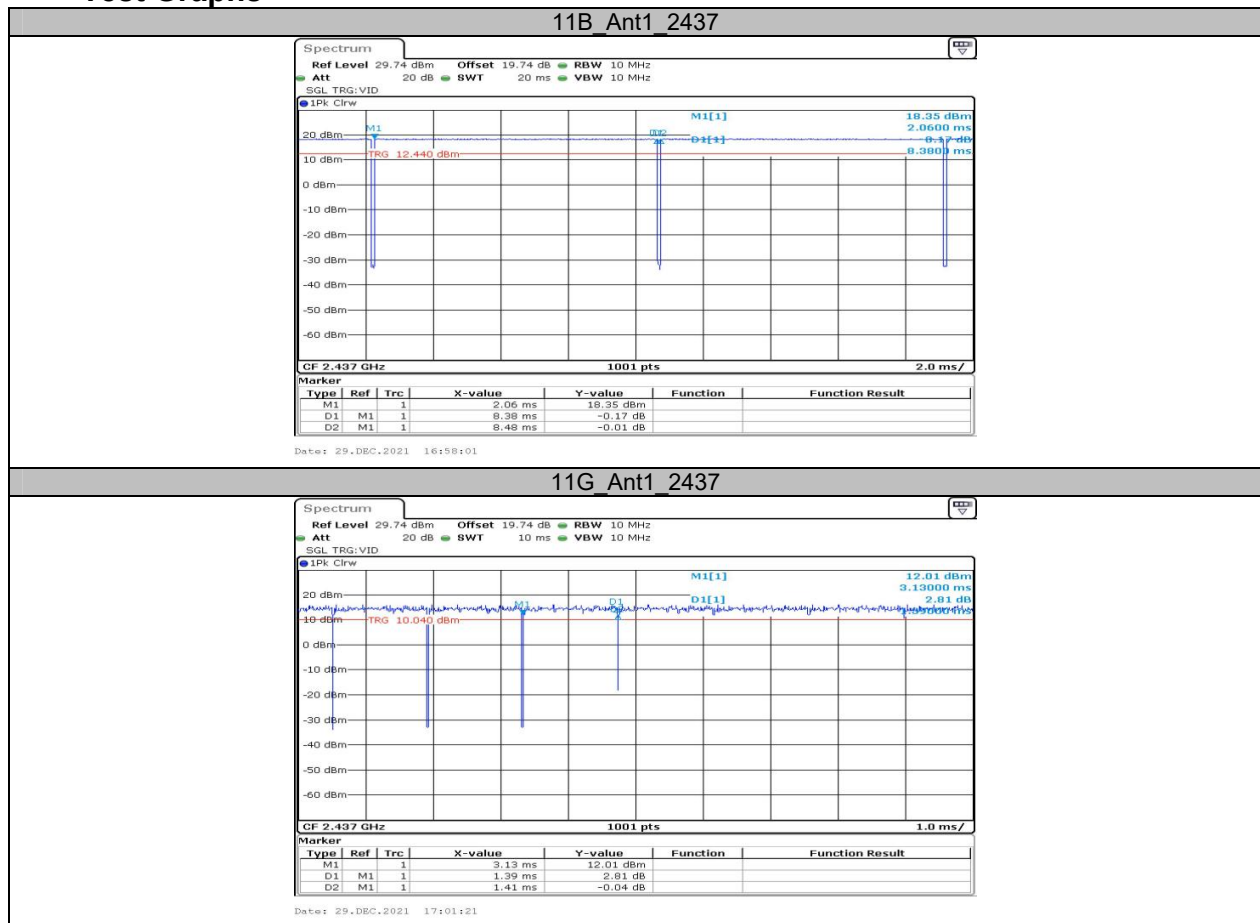 Test Graphs
11B_Ant1_2437
Spectrum
Ref Level 29.74 dBm Offset 19.74 dB RBW 10 MHz
Att 20 dB SWT 20 ms VBW 10 MHz
SGL TRG:VID
1Pk Clrw
M1[1] 18.35 dBm
2.0600 ms
20 dBm M1 D2 D1[1] -0.17 dB
8.3800 ms
10 dBm TRG 12.440 dBm
0 dBm
-10 dBm
-20 dBm
-30 dBm
-40 dBm
-50 dBm
-60 dBm
CF 2.437 GHz 1001 pts 2.0 ms/
Marker
Type Ref Trc X-value Y-value Function Function Result
M1 1 2.06 ms 18.35 dBm
D1 M1 1 8.38 ms -0.17 dB
D2 M1 1 8.48 ms -0.01 dB
Date: 29.DEC.2021 16:58:01
11G_Ant1_2437
Spectrum
Ref Level 29.74 dBm Offset 19.74 dB RBW 10 MHz
Att 20 dB SWT 10 ms VBW 10 MHz
SGL TRG:VID
1Pk Clrw
M1[1] 12.01 dBm
3.13000 ms
20 dBm M1 D1 D1[1] 2.81 dB
1.39000 ms
10 dBm TRG 10.040 dBm
0 dBm
-10 dBm
-20 dBm
-30 dBm
-40 dBm
-50 dBm
-60 dBm
CF 2.437 GHz 1001 pts 1.0 ms/
Marker
Type Ref Trc X-value Y-value Function Function Result
M1 1 3.13 ms 12.01 dBm
D1 M1 1 1.39 ms 2.81 dB
D2 M1 1 1.41 ms -0.04 dB
Date: 29.DEC.2021 17:01:21